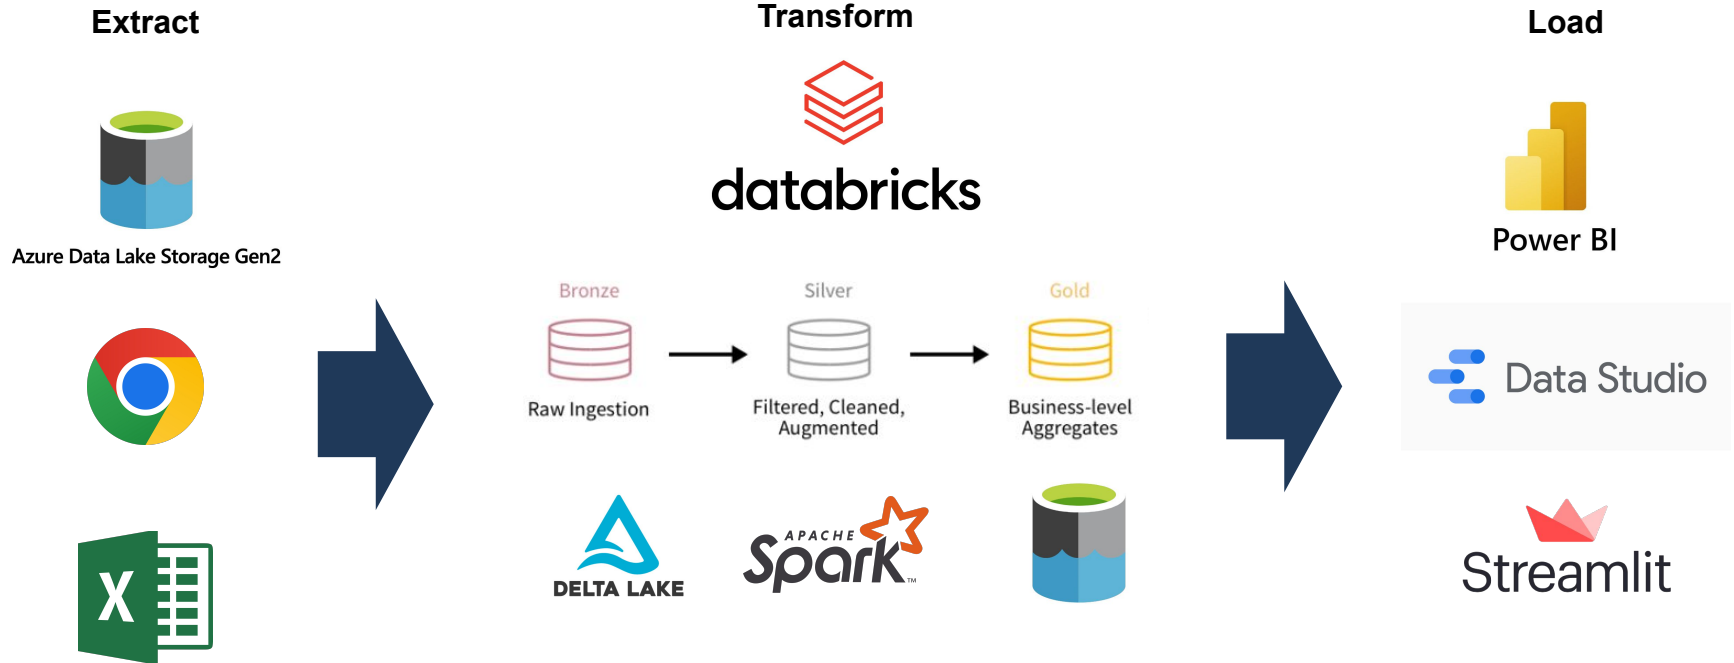 Extract
Transform
Load
databricks
Azure Data Lake Storage Gen2
Power BI
Bronze
Silver
Gold
Raw Ingestion
Filtered, Cleaned,
Augmented
Business-level
Aggregates
Data Studio
X
DELTA LAKE
APACHE
Spark™
Streamlit